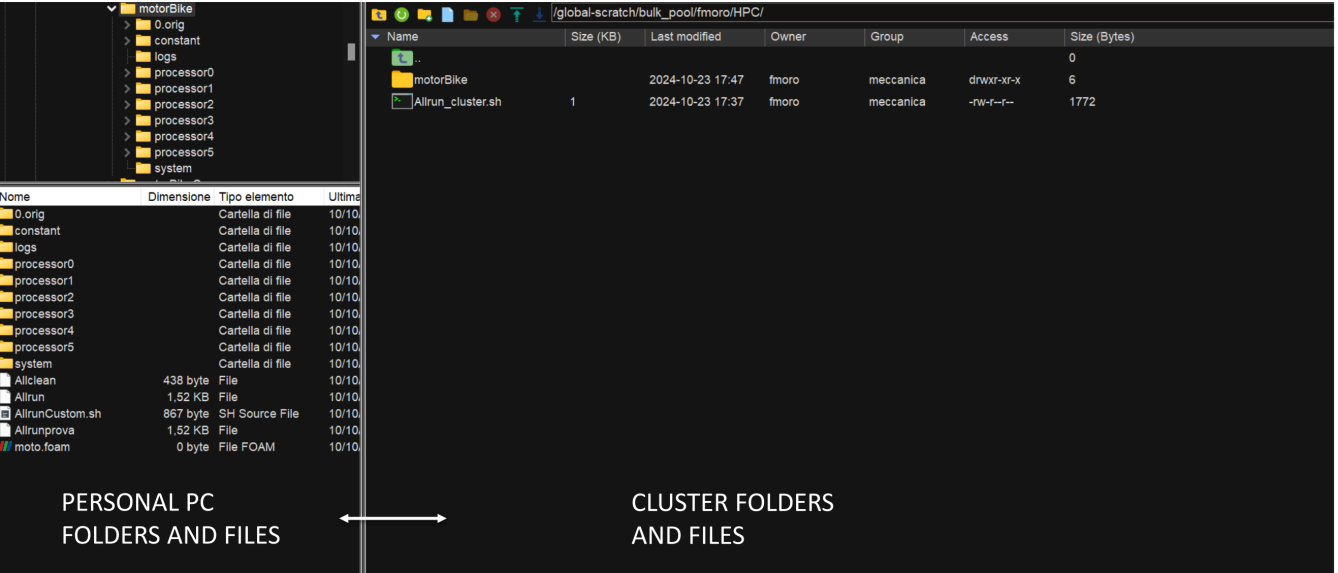 motorBike
0.orig
constant
logs
processor0
processor1
processor2
processor3
processor4
processor5
system
Nome Dimensione Tipo elemento Ultima
0.orig Cartella di file 10/10/
constant Cartella di file 10/10/
logs Cartella di file 10/10/
processor0 Cartella di file 10/10/
processor1 Cartella di file 10/10/
processor2 Cartella di file 10/10/
processor3 Cartella di file 10/10/
processor4 Cartella di file 10/10/
processor5 Cartella di file 10/10/
system Cartella di file 10/10/
Allclean 438 byte File 10/10/
Allrun 1,52 KB File 10/10/
AllrunCustom.sh 867 byte SH Source File 10/10/
Allrunprova 1,52 KB File 10/10/
moto.foam 0 byte File FOAM 10/10/
PERSONAL PC
FOLDERS AND FILES
/global-scratch/bulk_pool/fmoro/HPC/
Name Size (KB) Last modified Owner Group Access Size (Bytes)
.. 0
motorBike 2024-10-23 17:47 fmoro meccanica drwxr-xr-x 6
Allrun_cluster.sh 1 2024-10-23 17:37 fmoro meccanica -rw-r--r-- 1772
CLUSTER FOLDERS
AND FILES